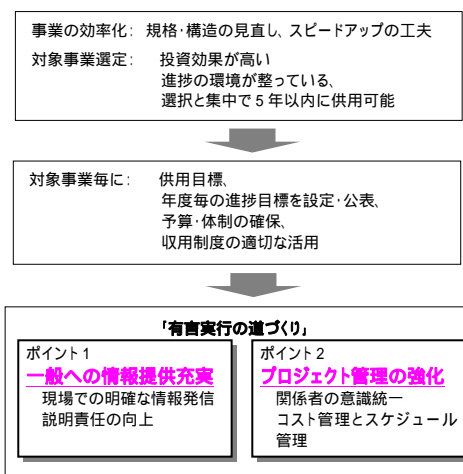 事業の効率化: 規格・構造の見直し、スピードアップの工夫
対象事業選定: 投資効果が高い
進捗の環境が整っている、
選択と集中で5年以内に供用可能
対象事業毎に: 供用目標、
年度毎の進捗目標を設定・公表、
予算・体制の確保、
収用制度の適切な活用
「有言実行の道づくり」
ポイント1
一般への情報提供充実
現場での明確な情報発信
説明責任の向上
ポイント2
プロジェクト管理の強化
関係者の意識統一
コスト管理とスケジュール
管理